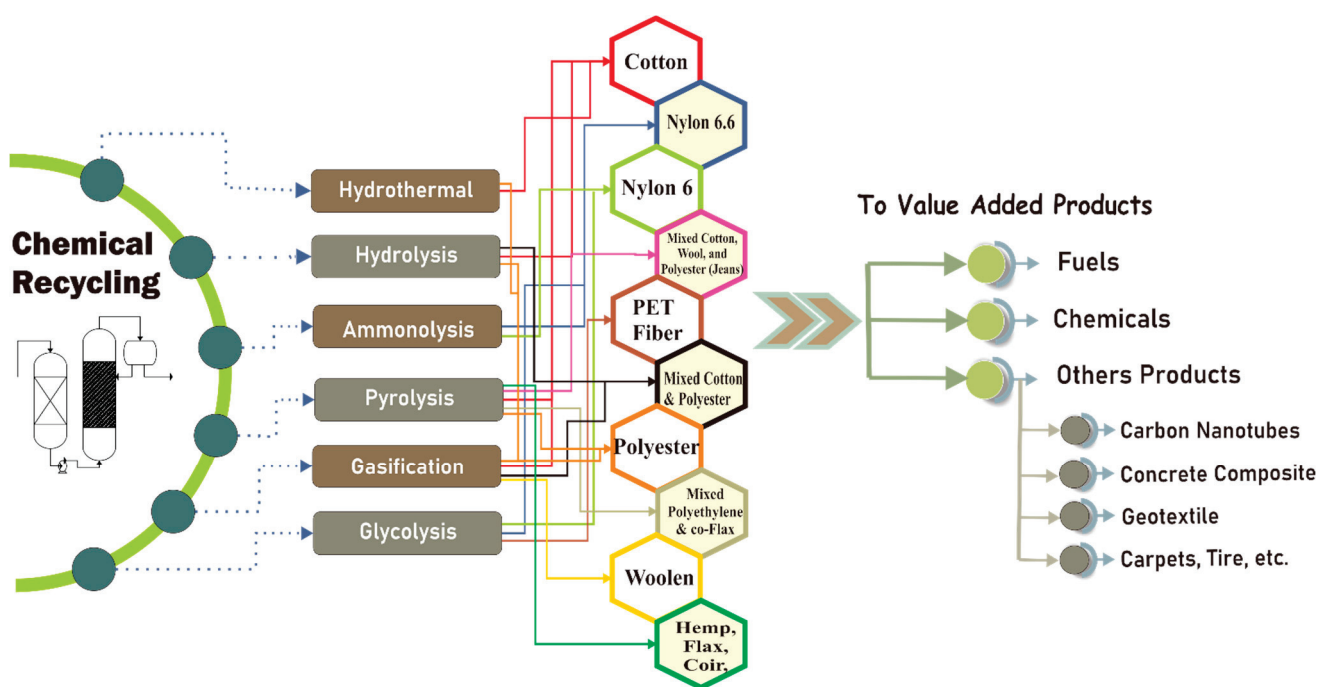 Chemical
Recycling
Hydrothermal
Hydrolysis
Ammonolysis
Pyrolysis
Gasification
Glycolysis
Cotton
Nylon 6.6
Nylon 6
Mixed Cotton,
Wool, and
Polyester (Jeans)
PET
Fiber
Mixed Cotton
& Polyester
Polyester
Mixed
Polyethylene
& co-Flax
Woolen
Hemp,
Flax,
Coir,
To Value Added Products
Fuels
Chemicals
Others Products
Carbon Nanotubes
Concrete Composite
Geotextile
Carpets, Tire, etc.